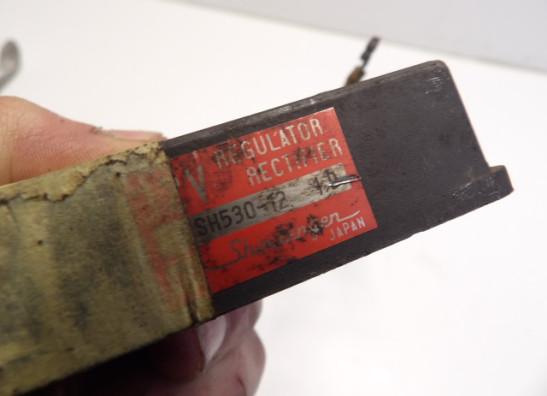 V REGULATOR
RECTIFIER
SH530-12
Shindengen
JAPAN